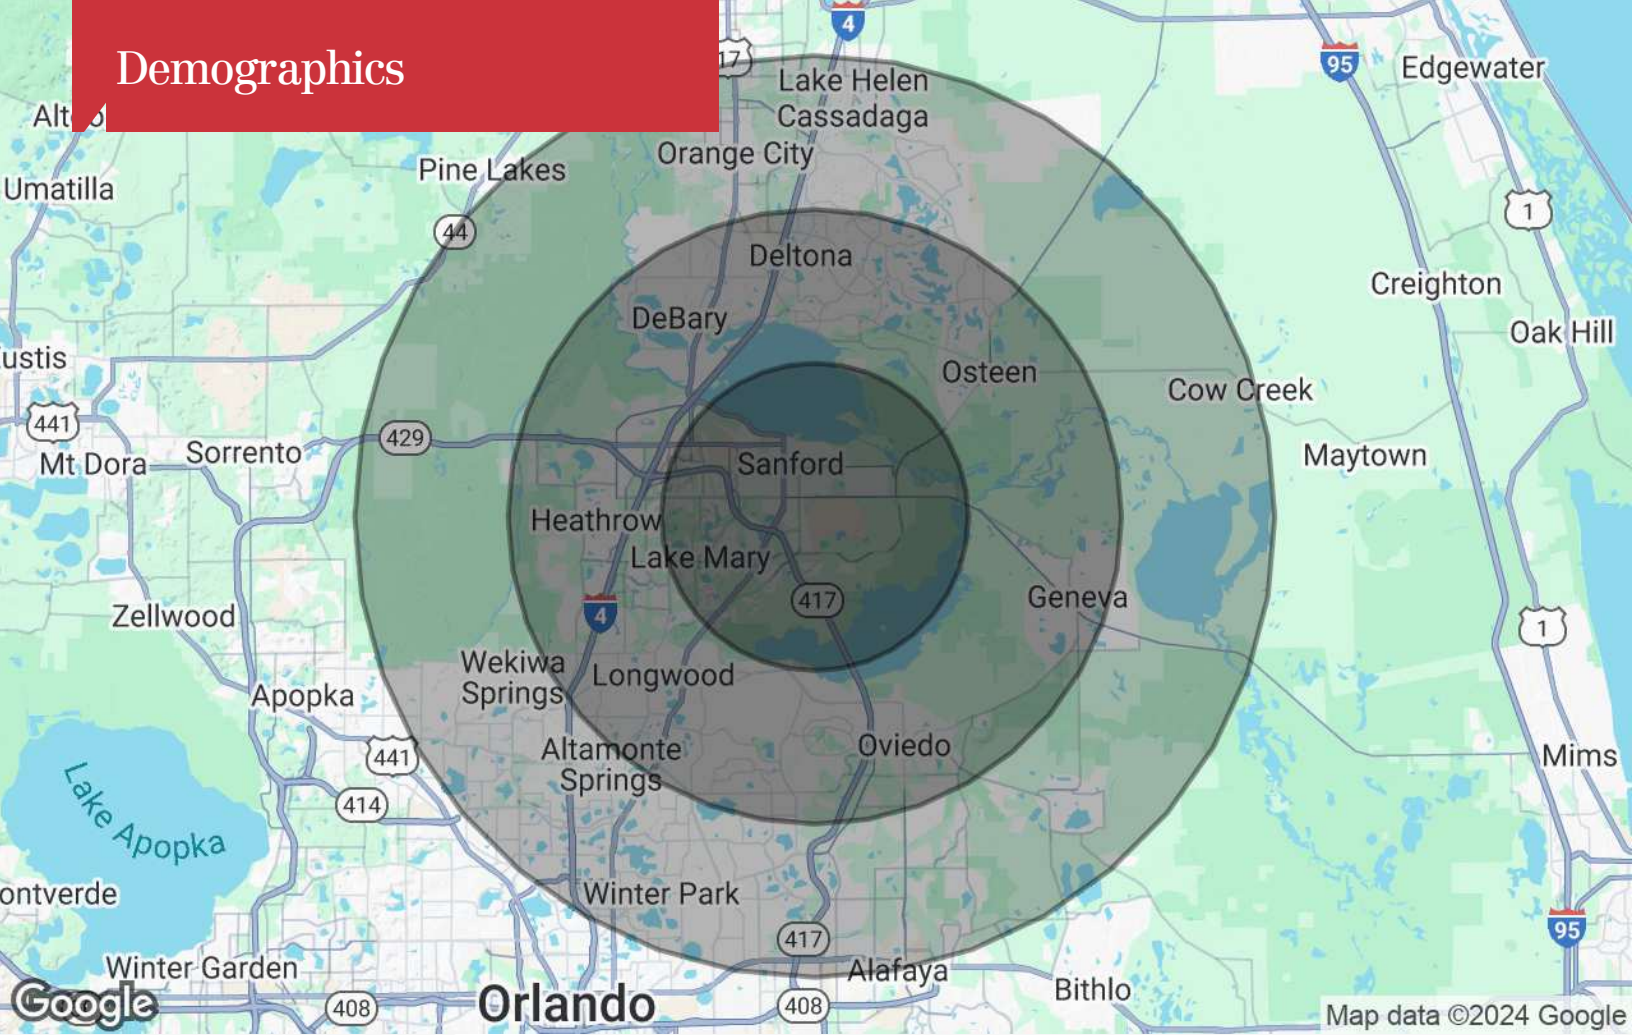 Demographics
17
4
95
Edgewater
Lake Helen
Cassadaga
Orange City
Pine Lakes
Umatilla
44
1
Deltona
Creighton
DeBary
Oak Hill
ustis
Osteen
Cow Creek
441
429
Mt Dora
Sorrento
Sanford
Maytown
Heathrow
Lake Mary
417
Geneva
4
Zellwood
1
Wekiwa
Springs
Longwood
Apopka
Altamonte
Springs
Oviedo
441
Mims
414
Lake Apopka
ontverde
Winter Park
95
417
Winter Garden
Alafaya
Bithlo
Google
408
Orlando
408
Map data ©2024 Google